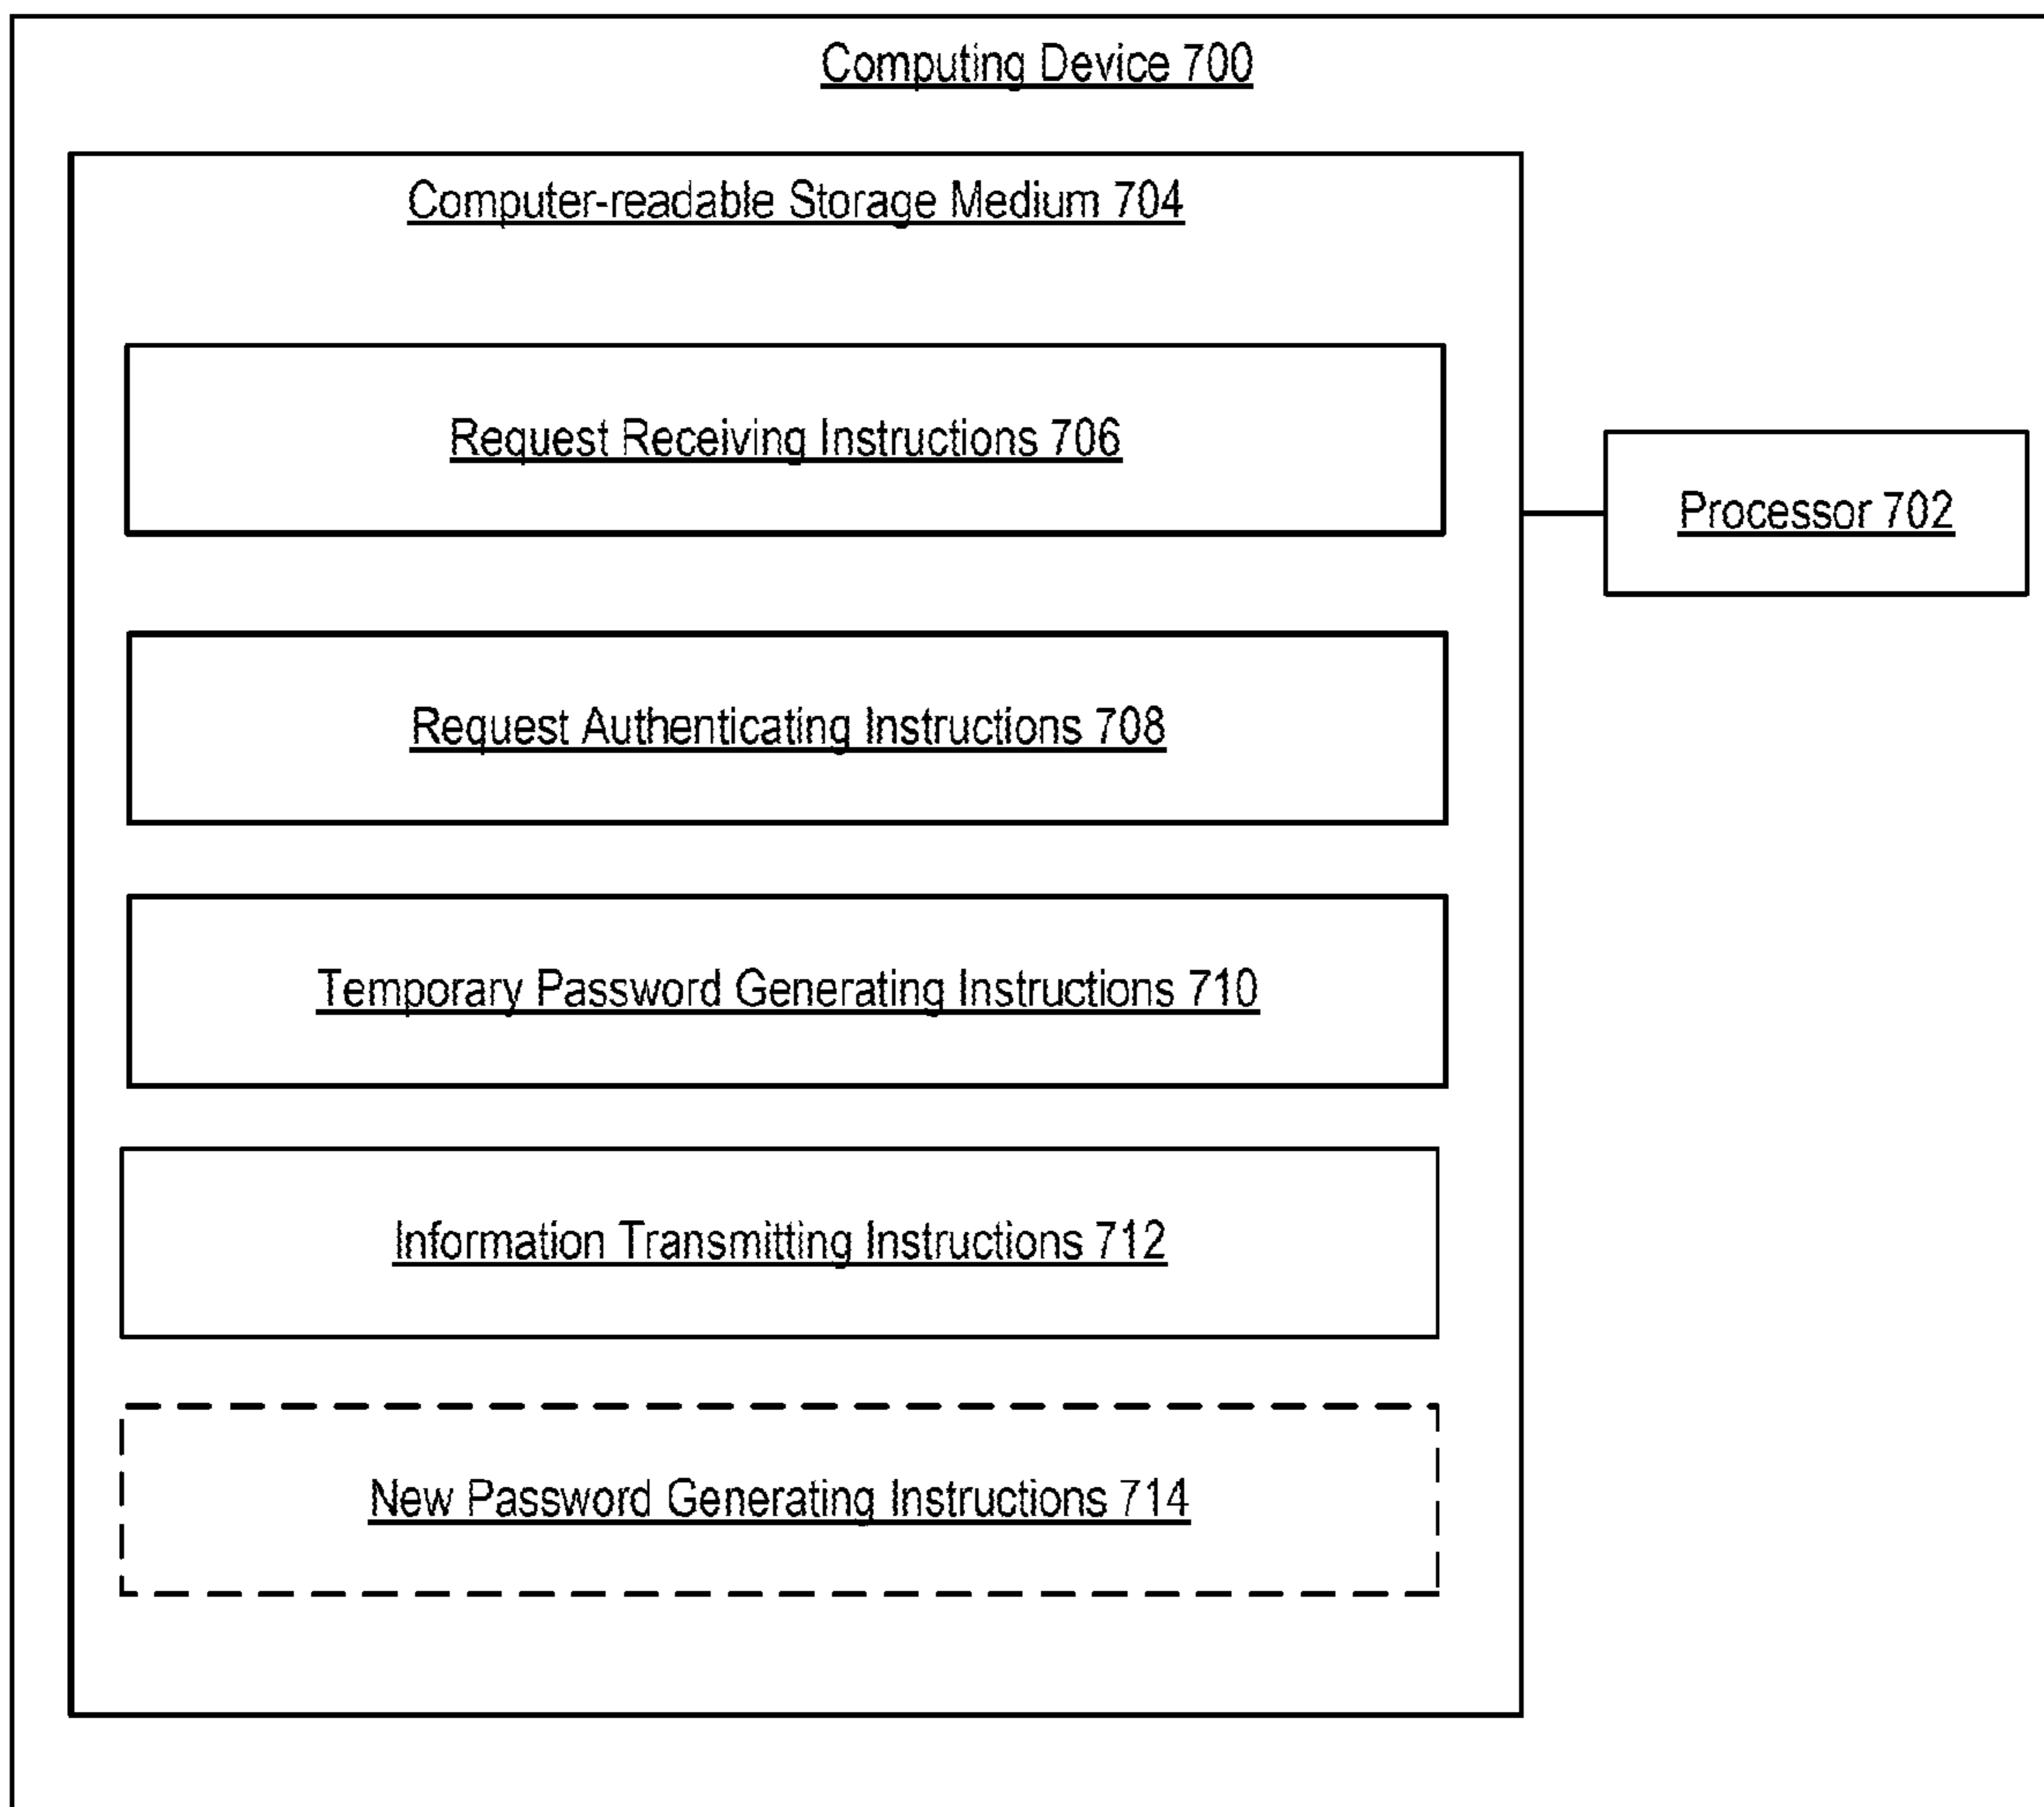 Computing Device 700
Computer-readable Storage Medium 704
Request Receiving Instructions 706
Processor 702
Request Authenticating Instructions 708
Temporary Password Generating Instructions 710
Information Transmitting Instructions 712
New Password Generating Instructions 714